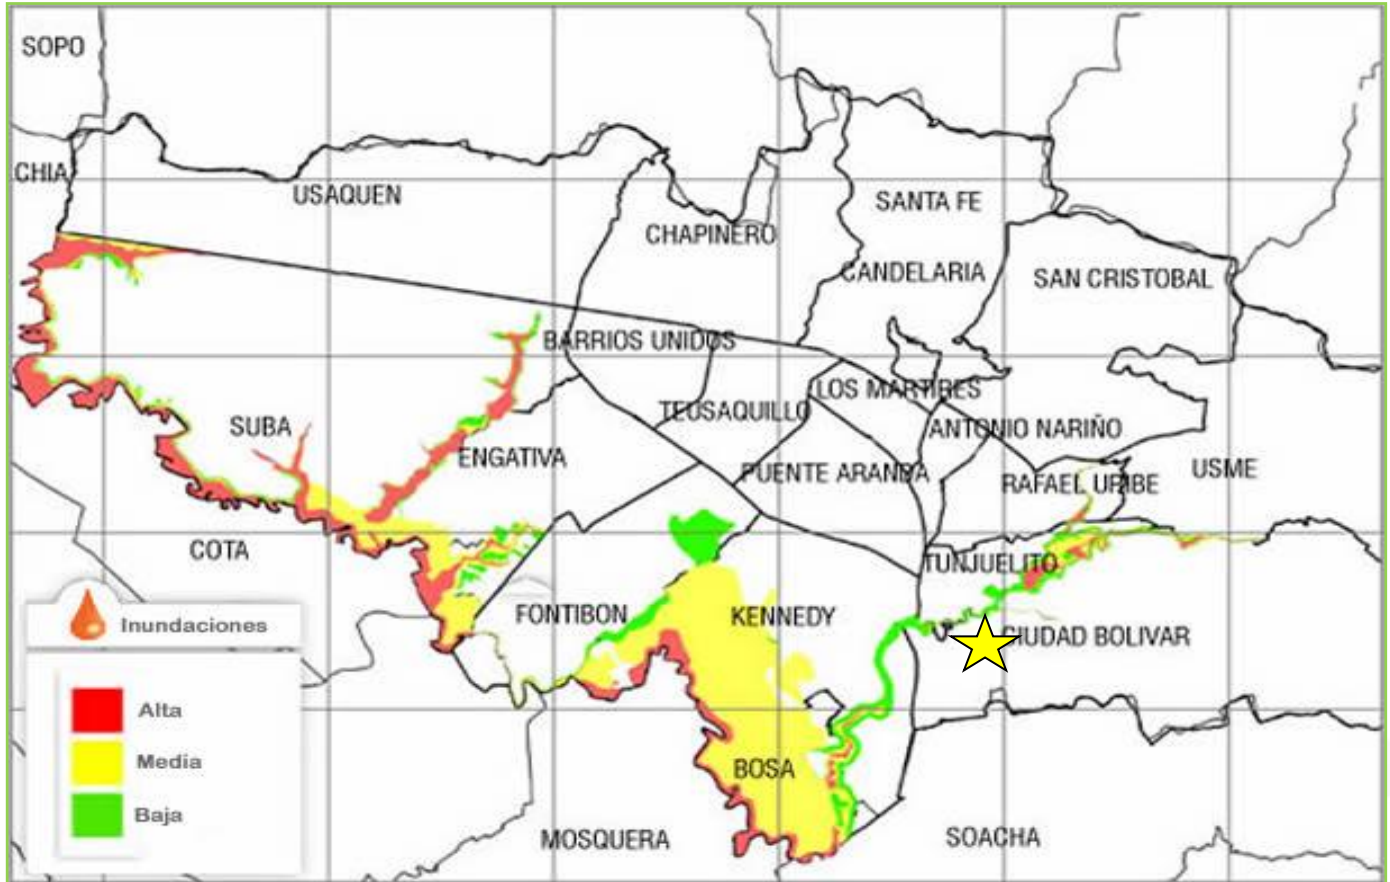 SOPO
CHIA
USAQUEN
SANTA FE
CHAPINERO
CANDELARIA
SAN CRISTOBAL
BARRIOS UNIDOS
LOS MARTIRES
TEUSAQUILLO
SUBA
ANTONIO NARIÑO
ENGATIVA
PUENTE ARANDA
USME
RAFAEL URIBE
COTA
TUNJUELITO
FONTIBON
KENNEDY
CIUDAD BOLIVAR
Inundaciones
Alta
Media
Baja
BOSA
MOSQUERA
SOACHA